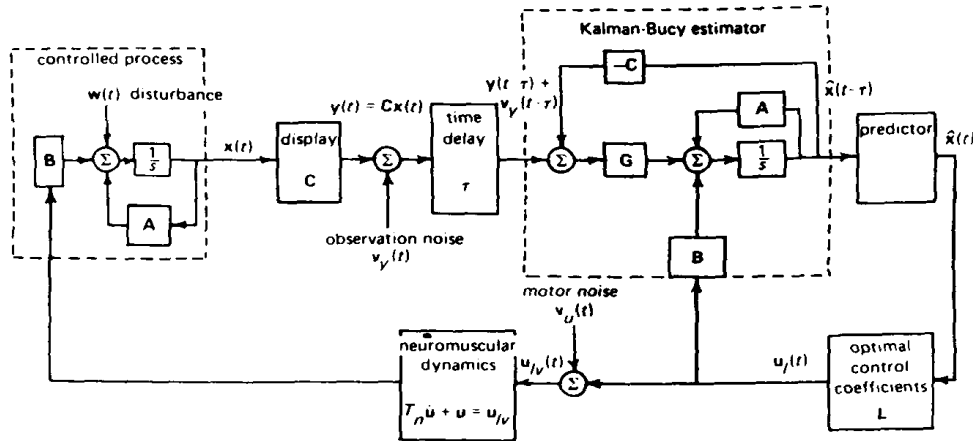 Kalman-Bucy estimator
controlled process
w(t) disturbance
B
Σ
1/s
A
x(t)
display
C
y(t) = Cx(t)
Σ
observation noise
v_y(t)
time
delay
τ
y(t · τ) +
v_y(t · τ)
Σ
−C
G
Σ
A
1/s
B
x̂(t-τ)
predictor
x̂(t)
optimal
control
coefficients
L
u_l(t)
motor noise
v_u(t)
Σ
u_lv(t)
neuromuscular
dynamics
T_n u̇ + u = u_lv